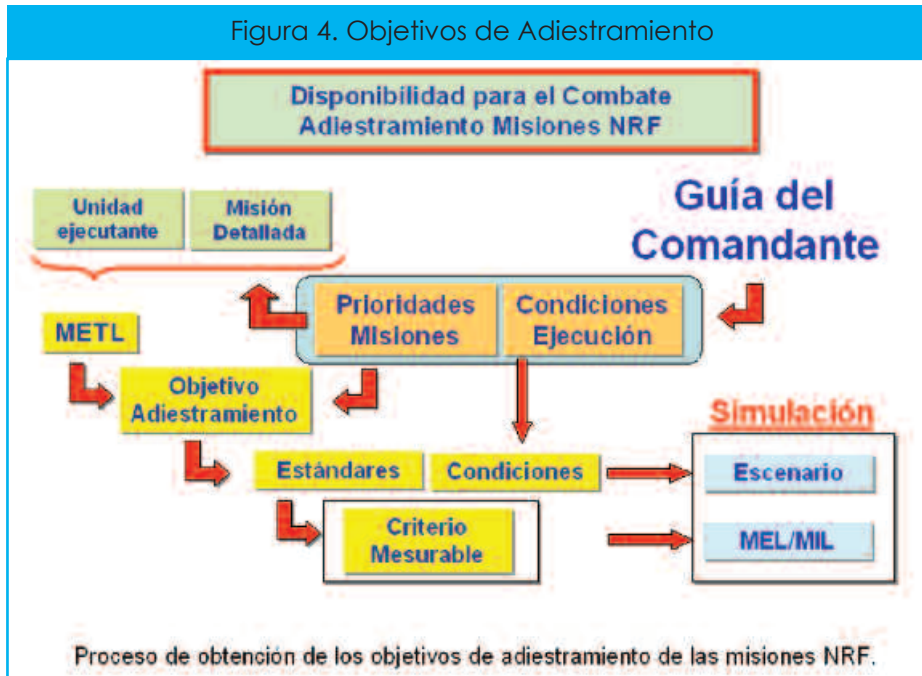 Figura 4. Objetivos de Adiestramiento
Disponibilidad para el Combate
Adiestramiento Misiones NRF
Unidad
ejecutante
Misión
Detallada
Guía del
Comandante
Prioridades
Misiones
Condiciones
Ejecución
METL
Objetivo
Adiestramiento
Simulación
Estándares
Condiciones
Escenario
Criterio
Mesurable
MEL/MIL
Proceso de obtención de los objetivos de adiestramiento de las misiones NRF.